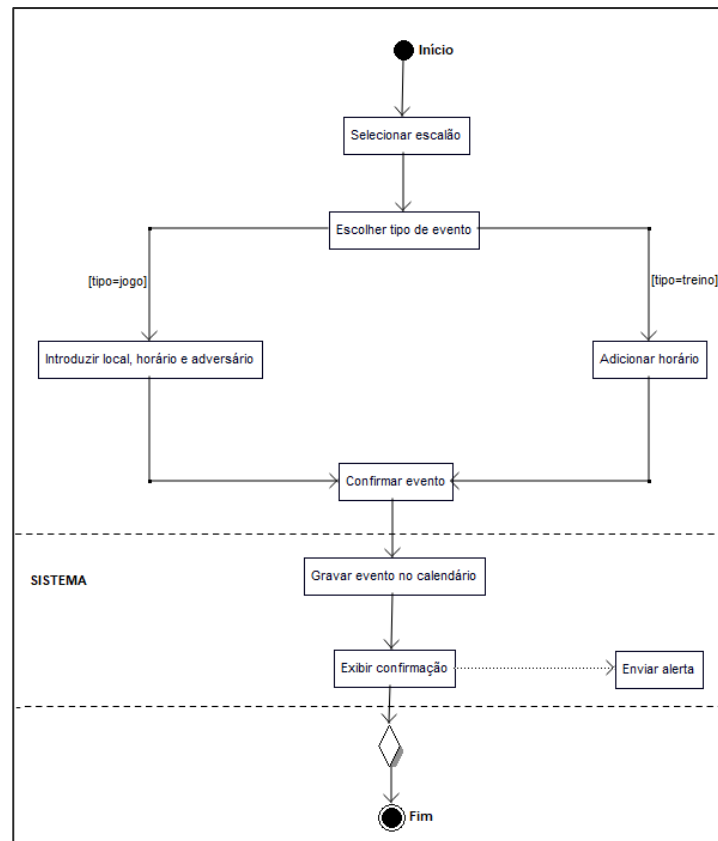 Início
Selecionar escalão
Escolher tipo de evento
[tipo=jogo]
[tipo=treino]
Introduzir local, horário e adversário
Adicionar horário
Confirmar evento
Gravar evento no calendário
SISTEMA
Exibir confirmação
Enviar alerta
Fim